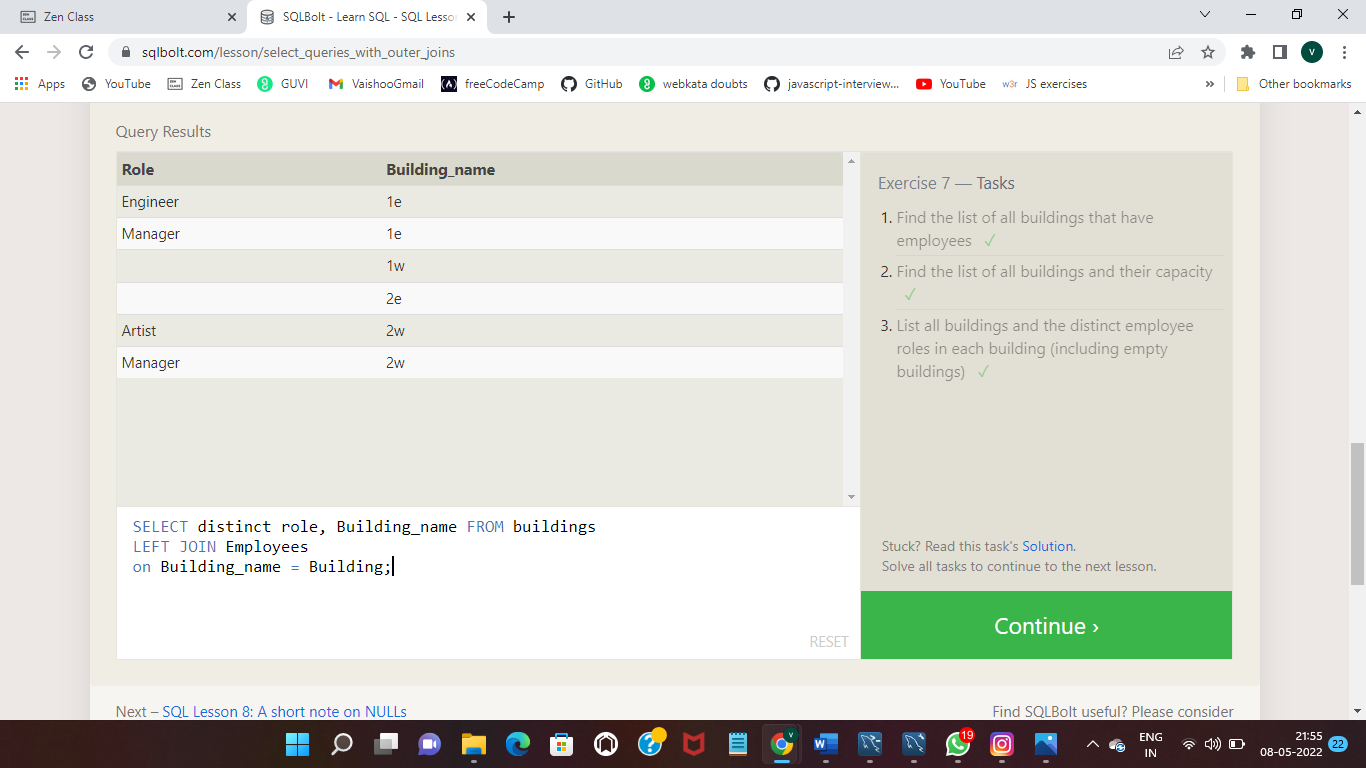 Zen Class
SQLBolt - Learn SQL - SQL Lesson
sqlbolt.com/lesson/select_queries_with_outer_joins
V
Apps YouTube Zen Class GUVI VaishooGmail freeCodeCamp GitHub webkata doubts javascript-interview... YouTube w3r JS exercises » Other bookmarks
Query Results
Role Building_name
Engineer 1e
Manager 1e
1w
2e
Artist 2w
Manager 2w
Exercise 7 — Tasks
1. Find the list of all buildings that have
employees ✓
2. Find the list of all buildings and their capacity
✓
3. List all buildings and the distinct employee
roles in each building (including empty
buildings) ✓
SELECT distinct role, Building_name FROM buildings
LEFT JOIN Employees
on Building_name = Building;
RESET
Stuck? Read this task's Solution.
Solve all tasks to continue to the next lesson.
Continue ›
Next – SQL Lesson 8: A short note on NULLs
Find SQLBolt useful? Please consider
19
ENG
IN
21:55
08-05-2022
22